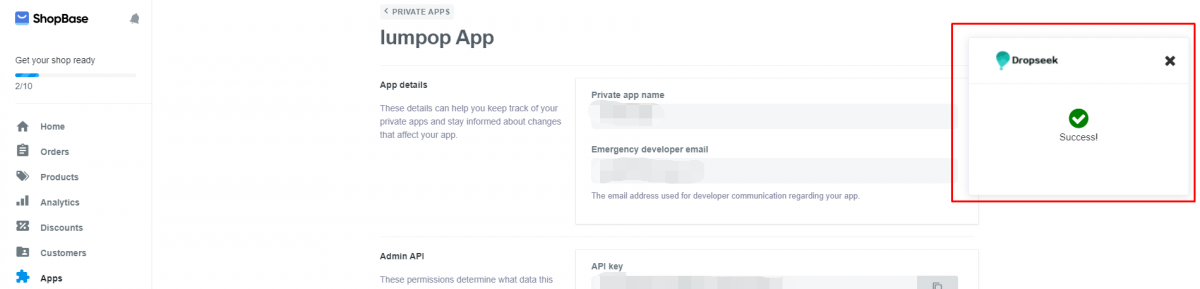 ShopBase
Get your shop ready
2/10
Home
Orders
Products
Analytics
Discounts
Customers
Apps
PRIVATE APPS
lumpop App
App details
These details can help you keep track of your
private apps and stay informed about changes
that affect your app.
Private app name
Emergency developer email
The email address used for developer communication regarding your app.
Admin API
These permissions determine what data this
API key
Dropseek
Success!